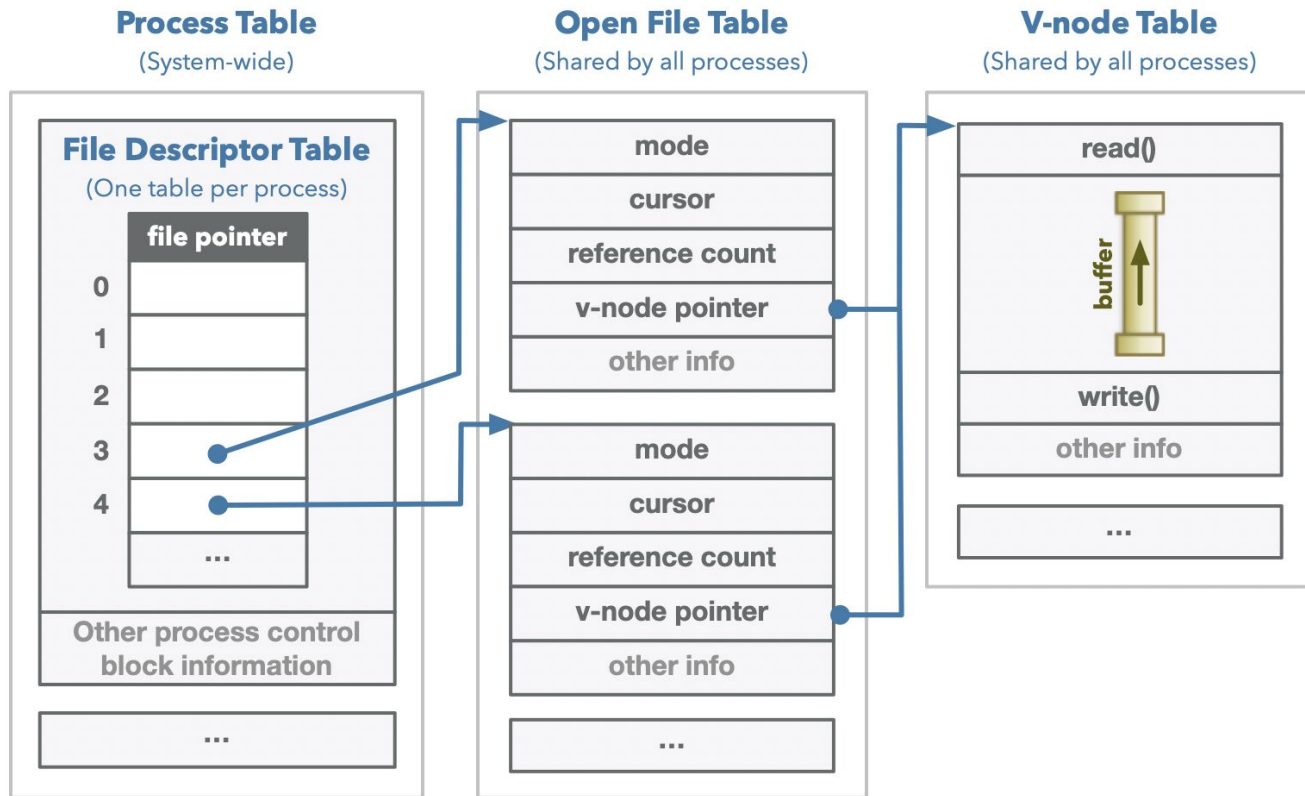 Process Table
(System-wide)
File Descriptor Table
(One table per process)
file pointer
0
1
2
3
4
...
Other process control
block information
...
Open File Table
(Shared by all processes)
mode
cursor
reference count
v-node pointer
other info
mode
cursor
reference count
v-node pointer
other info
...
V-node Table
(Shared by all processes)
read()
buffer
write()
other info
...